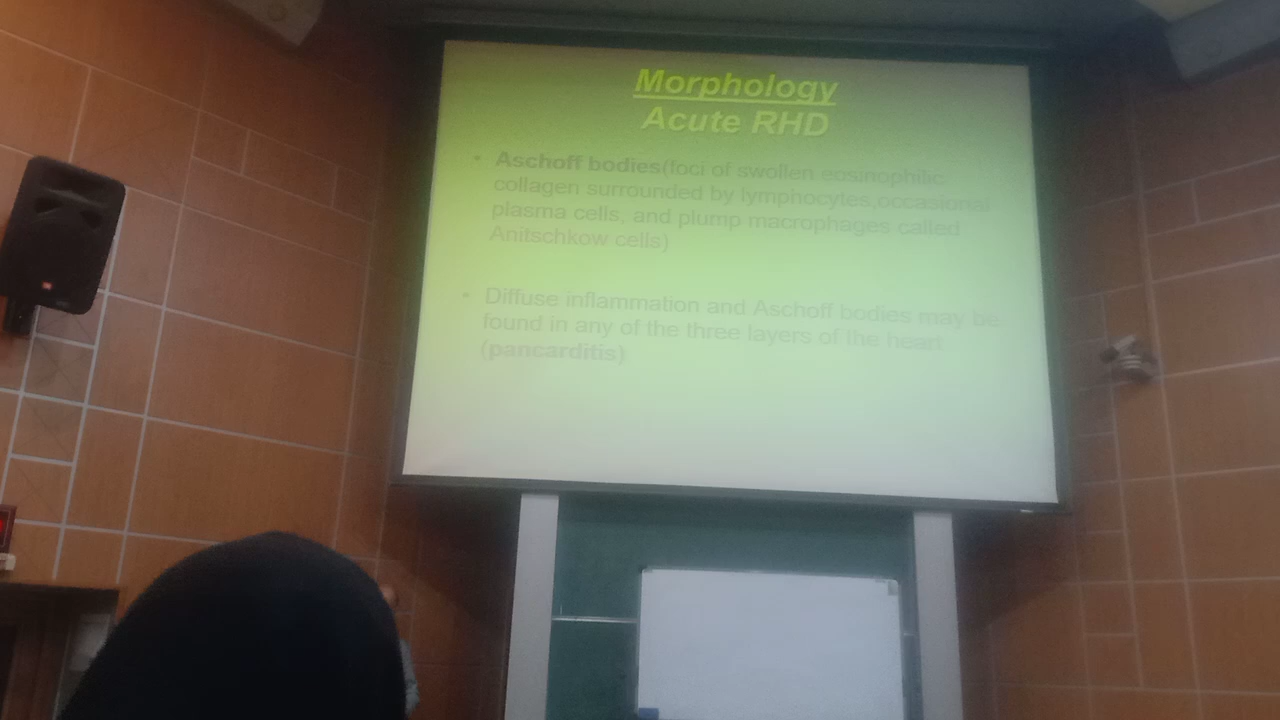 Morphology
Acute RHD
• Aschoff bodies(foci of swollen eosinophilic
collagen surrounded by lymphocytes,occasional
plasma cells, and plump macrophages called
Anitschkow cells)
• Diffuse inflammation and Aschoff bodies may be
found in any of the three layers of the heart
(pancarditis)